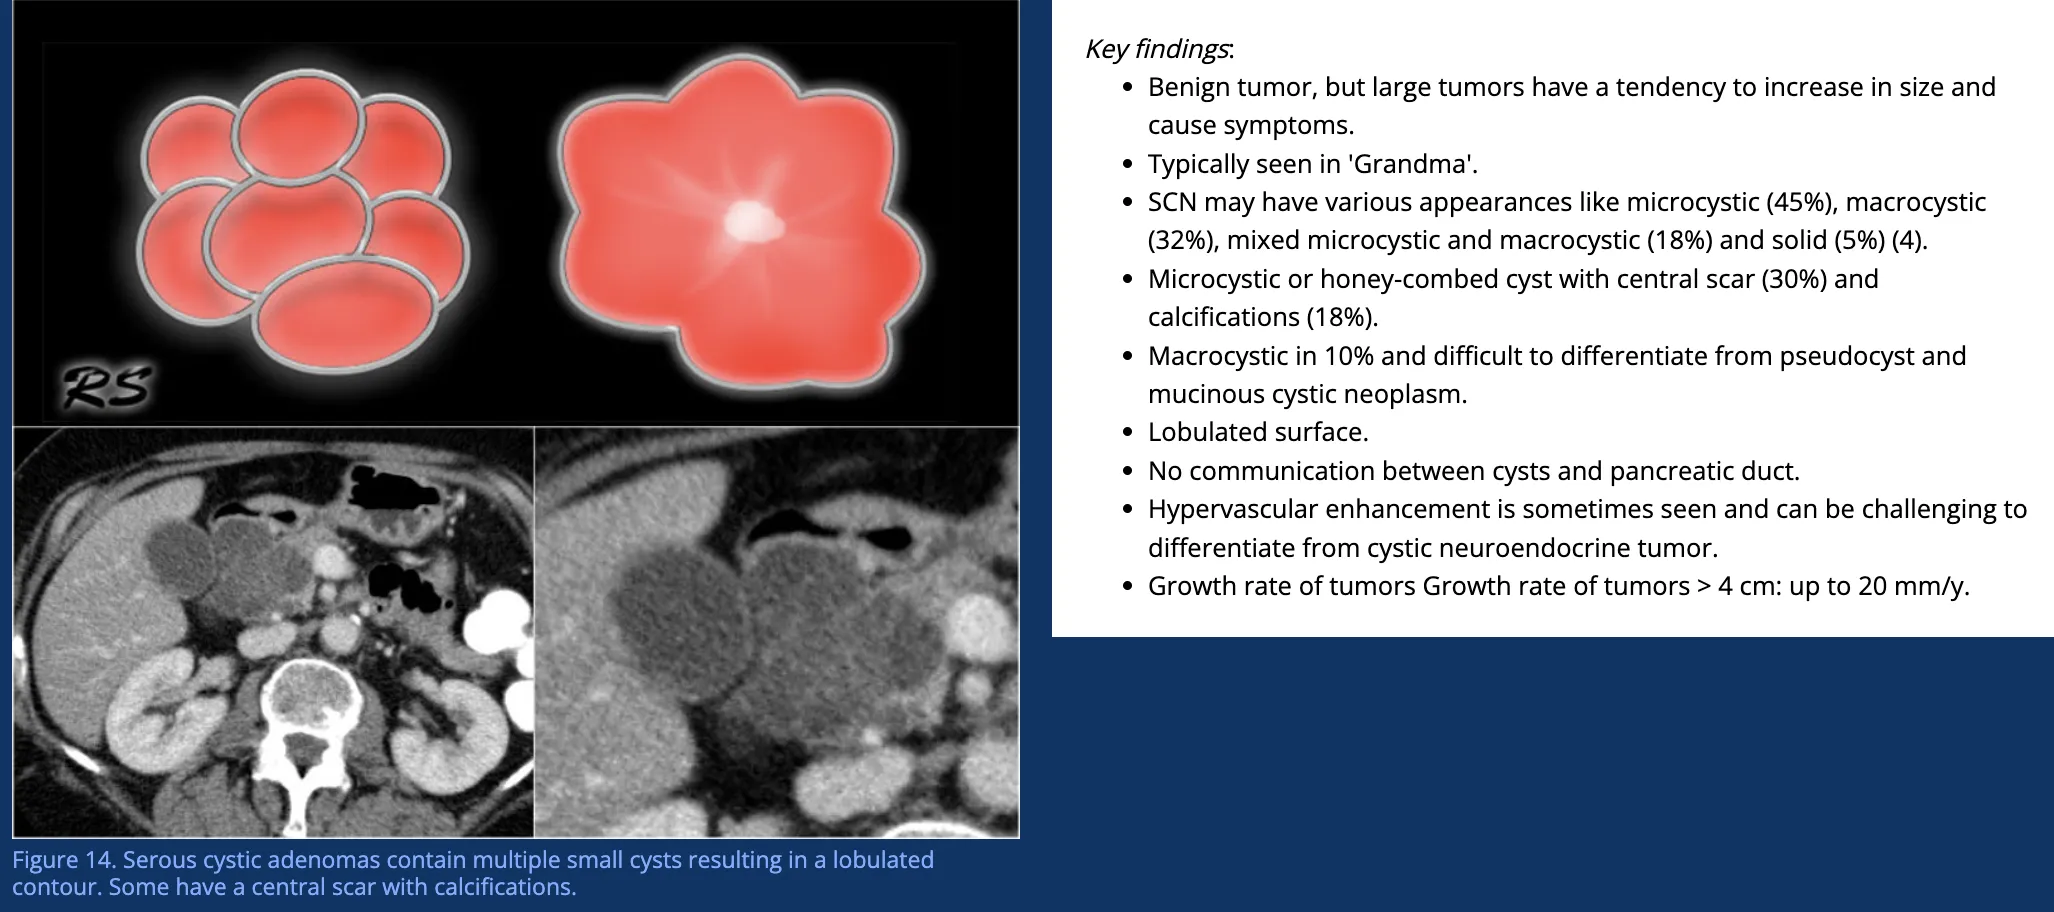 RS
Figure 14. Serous cystic adenomas contain multiple small cysts resulting in a lobulated
contour. Some have a central scar with calcifications.
Key findings:
• Benign tumor, but large tumors have a tendency to increase in size and
cause symptoms.
• Typically seen in 'Grandma'.
• SCN may have various appearances like microcystic (45%), macrocystic
(32%), mixed microcystic and macrocystic (18%) and solid (5%) (4).
• Microcystic or honey-combed cyst with central scar (30%) and
calcifications (18%).
• Macrocystic in 10% and difficult to differentiate from pseudocyst and
mucinous cystic neoplasm.
• Lobulated surface.
• No communication between cysts and pancreatic duct.
• Hypervascular enhancement is sometimes seen and can be challenging to
differentiate from cystic neuroendocrine tumor.
• Growth rate of tumors Growth rate of tumors > 4 cm: up to 20 mm/y.